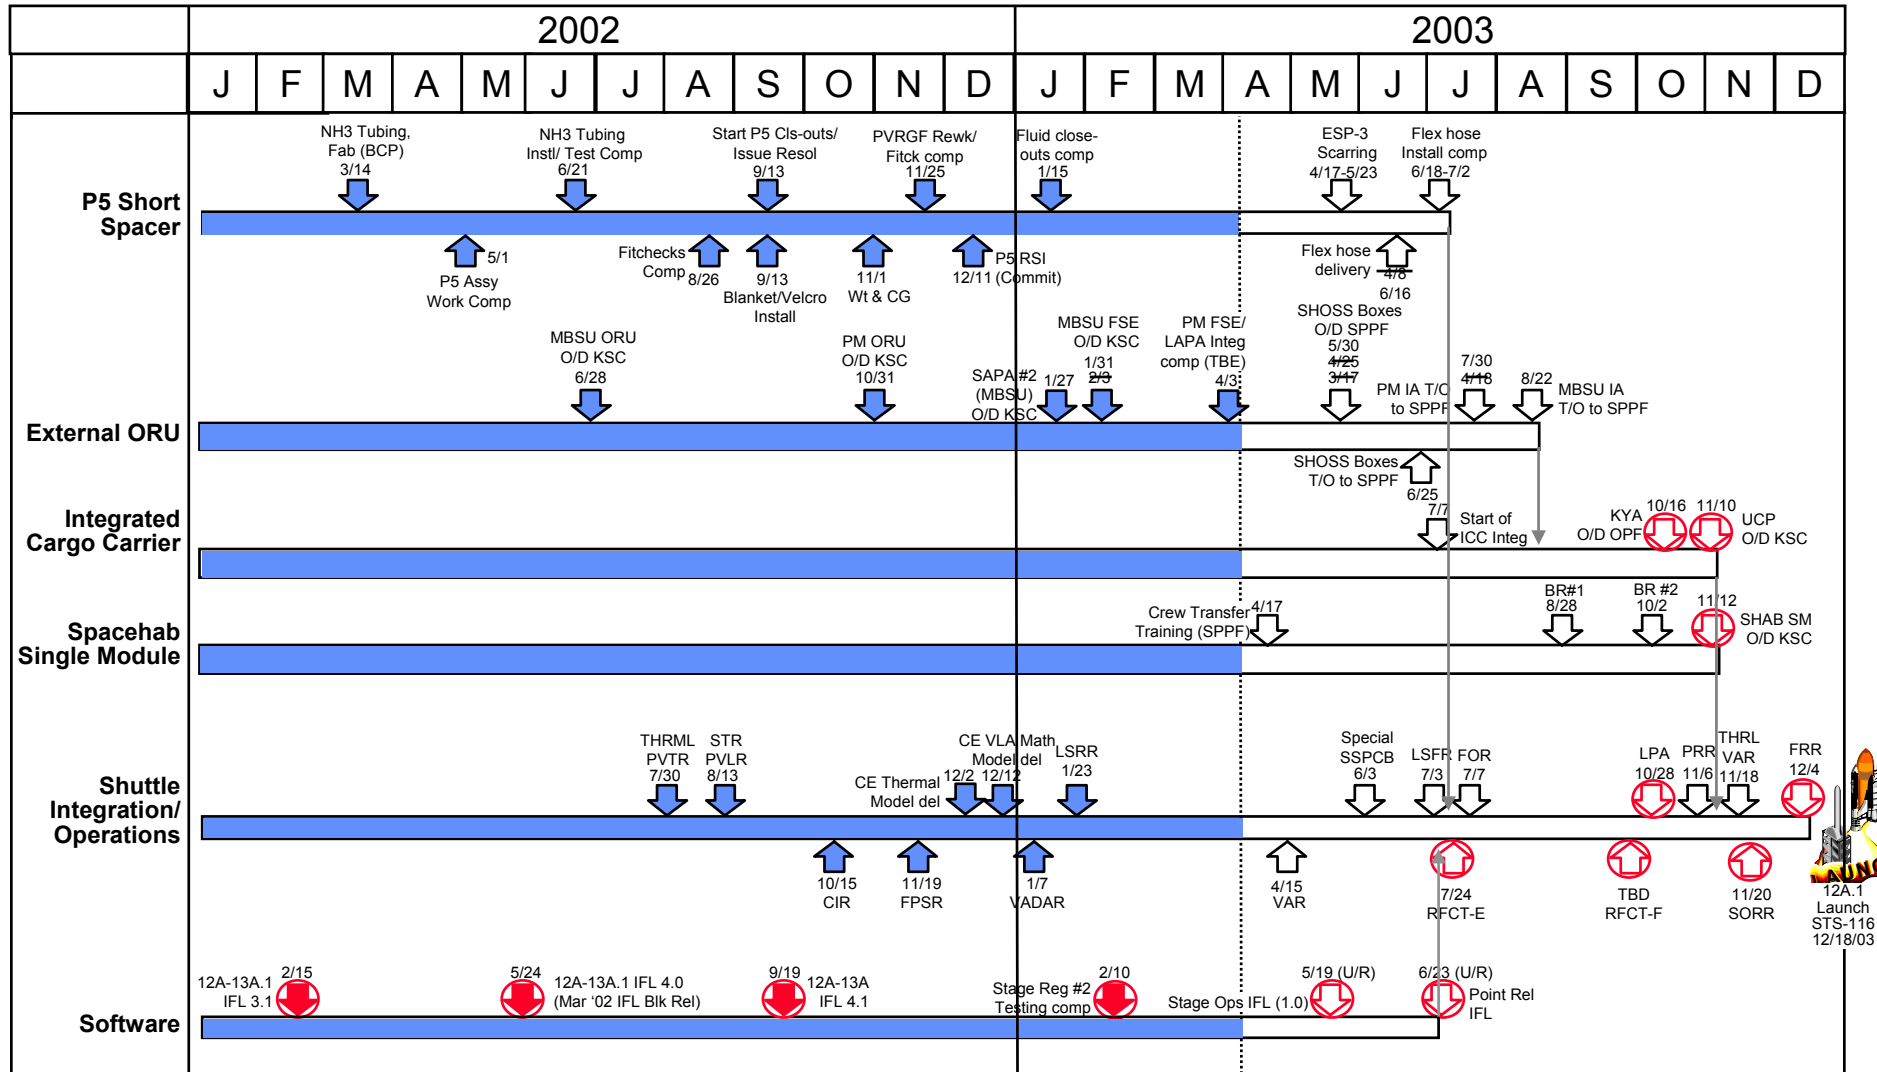 2002
2003
J F M A M J J A S O N D J F M A M J J A S O N D
P5 Short
Spacer
NH3 Tubing,
Fab (BCP)
3/14
NH3 Tubing
Instl/ Test Comp
6/21
Start P5 Cls-outs/
Issue Resol
9/13
PVRGF Rewk/
Fitck comp
11/25
Fluid close-
outs comp
1/15
ESP-3
Scarring
4/17-5/23
Flex hose
Install comp
6/18-7/2
5/1
P5 Assy
Work Comp
Fitchecks
Comp
8/26
9/13
Blanket/Velcro
Install
11/1
Wt & CG
P5 RSI
12/11 (Commit)
Flex hose
delivery
4/8
6/16
External ORU
MBSU ORU
O/D KSC
6/28
PM ORU
O/D KSC
10/31
SAPA #2
(MBSU)
O/D KSC
1/27
MBSU FSE
O/D KSC
1/31
2/3
PM FSE/
LAPA Integ
comp (TBE)
4/3
SHOSS Boxes
O/D SPPF
5/30
4/25
3/17
PM IA T/O
to SPPF
7/30
4/18
8/22
MBSU IA
T/O to SPPF
SHOSS Boxes
T/O to SPPF
6/25
Integrated
Cargo Carrier
7/7
Start of
ICC Integ
KYA
O/D OPF
10/16
11/10
UCP
O/D KSC
Spacehab
Single Module
Crew Transfer
Training (SPPF)
4/17
BR#1
8/28
BR #2
10/2
11/12
SHAB SM
O/D KSC
Shuttle
Integration/
Operations
THRML
PVTR
7/30
STR
PVLR
8/13
CE Thermal
Model del
12/2
CE VLA Math
Model del
12/12
LSRR
1/23
Special
SSPCB
6/3
LSFR
7/3
FOR
7/7
LPA
10/28
PRR
11/6
THRL
VAR
11/18
FRR
12/4
10/15
CIR
11/19
FPSR
1/7
VADAR
4/15
VAR
7/24
RFCT-E
TBD
RFCT-F
11/20
SORR
12A.1
Launch
STS-116
12/18/03
Software
12A-13A.1
IFL 3.1
2/15
5/24
12A-13A.1 IFL 4.0
(Mar ‘02 IFL Blk Rel)
9/19
12A-13A
IFL 4.1
Stage Reg #2
Testing comp
2/10
Stage Ops IFL (1.0)
5/19 (U/R)
6/23 (U/R)
Point Rel
IFL